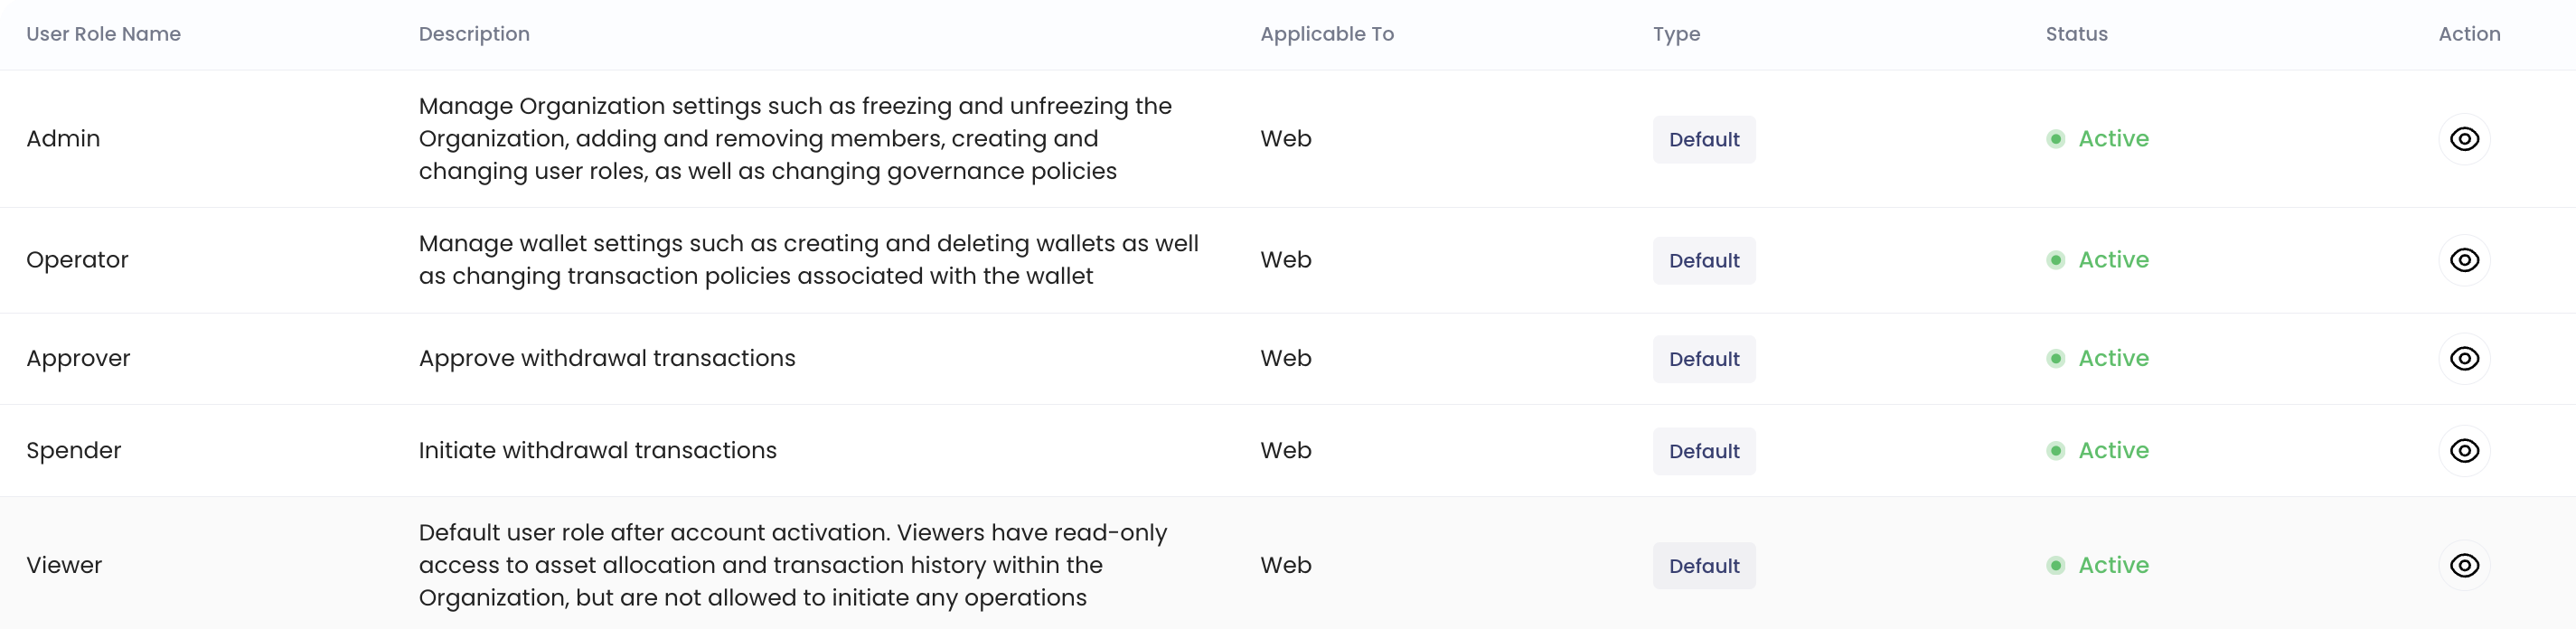 User Role Name Description Applicable To Type Status Action
Manage Organization settings such as freezing and unfreezing the
Admin Organization, adding and removing members, creating and Web Default Active
changing user roles, as well as changing governance policies
Manage wallet settings such as creating and deleting wallets as well
Operator Web Default Active
as changing transaction policies associated with the wallet
Approver Approve withdrawal transactions Web Default Active
Spender Initiate withdrawal transactions Web Default Active
Default user role after account activation. Viewers have read-only
Viewer access to asset allocation and transaction history within the Web Default Active
Organization, but are not allowed to initiate any operations